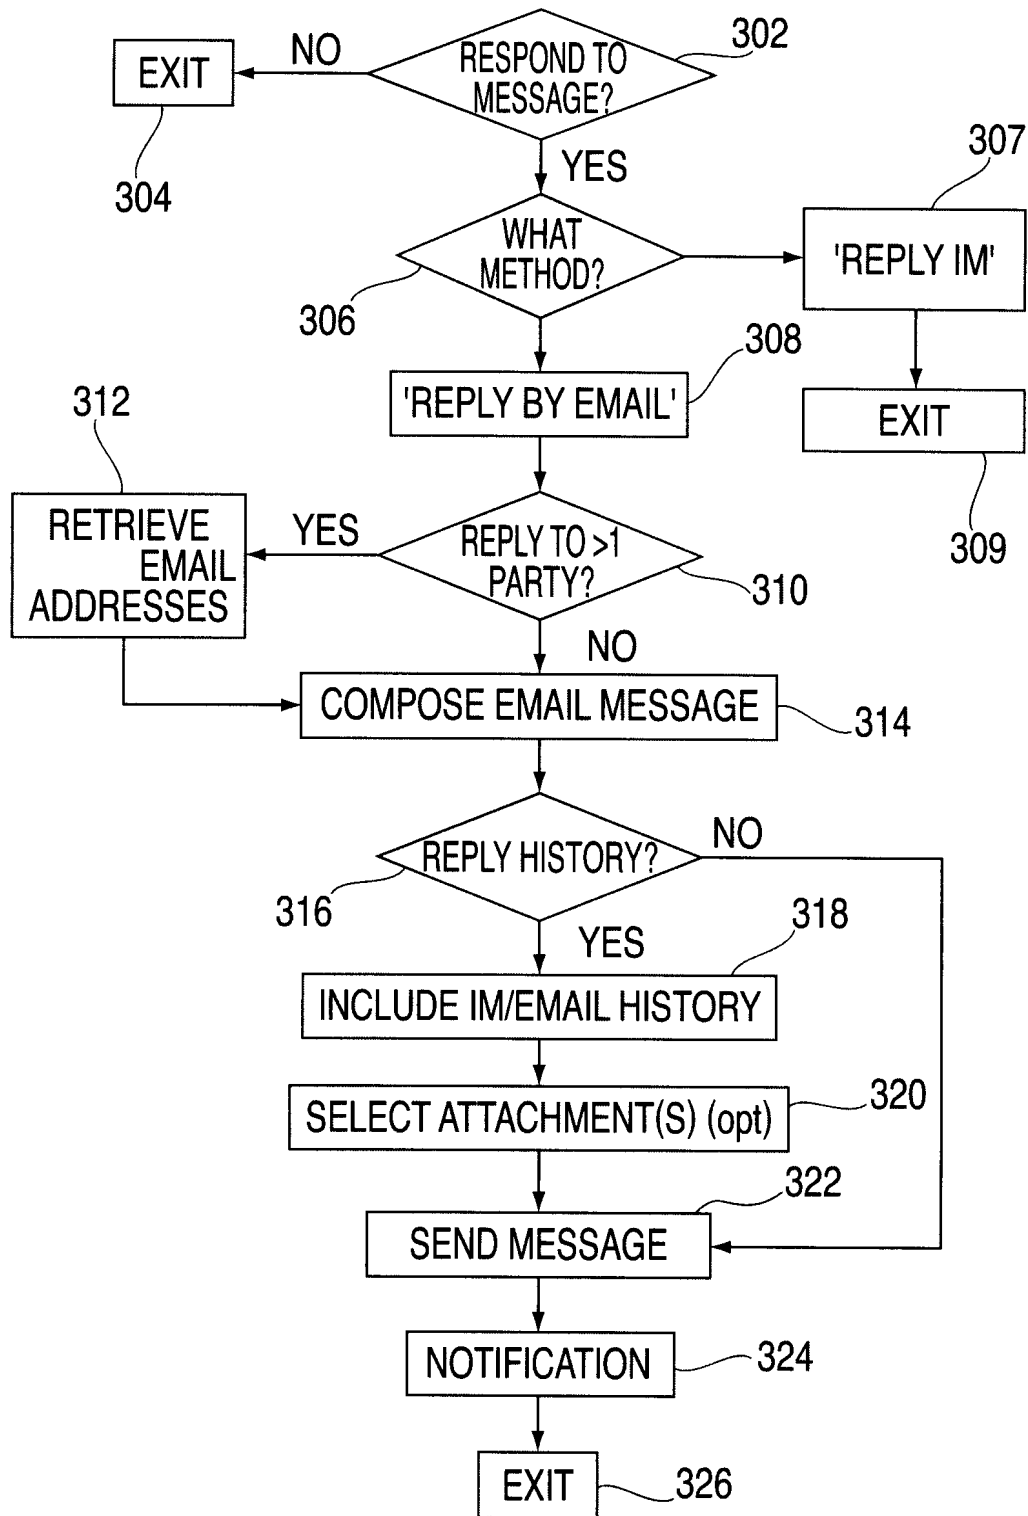 302
NO
RESPOND TO
MESSAGE?
EXIT
304
YES
307
WHAT
METHOD?
'REPLY IM'
306
308
'REPLY BY EMAIL'
EXIT
309
312
RETRIEVE
EMAIL
ADDRESSES
YES
REPLY TO >1
PARTY?
310
NO
COMPOSE EMAIL MESSAGE
314
REPLY HISTORY?
NO
316
YES
318
INCLUDE IM/EMAIL HISTORY
SELECT ATTACHMENT(S) (opt)
320
322
SEND MESSAGE
NOTIFICATION
324
EXIT
326